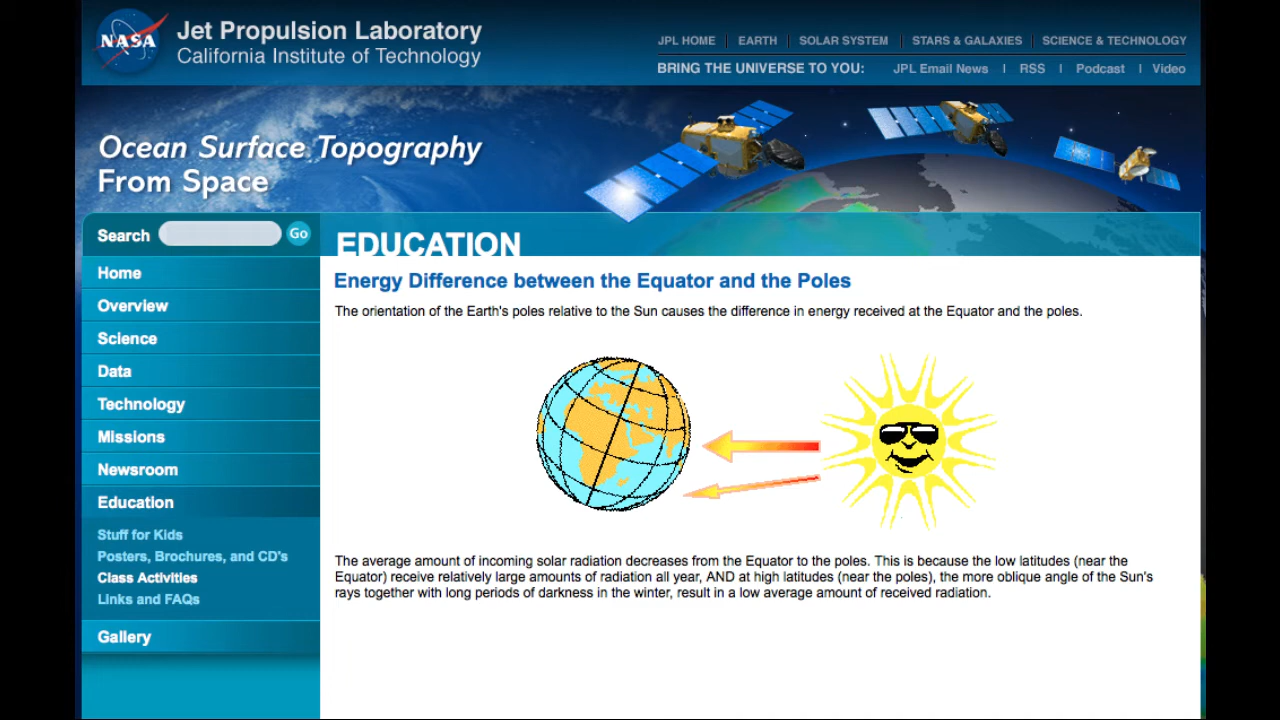 NASA
Jet Propulsion Laboratory
California Institute of Technology
JPL HOME | EARTH | SOLAR SYSTEM | STARS & GALAXIES | SCIENCE & TECHNOLOGY
BRING THE UNIVERSE TO YOU: JPL Email News | RSS | Podcast | Video
Ocean Surface Topography
From Space
Search Go
Home
Overview
Science
Data
Technology
Missions
Newsroom
Education
Stuff for Kids
Posters, Brochures, and CD's
Class Activities
Links and FAQs
Gallery
EDUCATION
Energy Difference between the Equator and the Poles
The orientation of the Earth's poles relative to the Sun causes the difference in energy received at the Equator and the poles.
The average amount of incoming solar radiation decreases from the Equator to the poles. This is because the low latitudes (near the
Equator) receive relatively large amounts of radiation all year, AND at high latitudes (near the poles), the more oblique angle of the Sun's
rays together with long periods of darkness in the winter, result in a low average amount of received radiation.